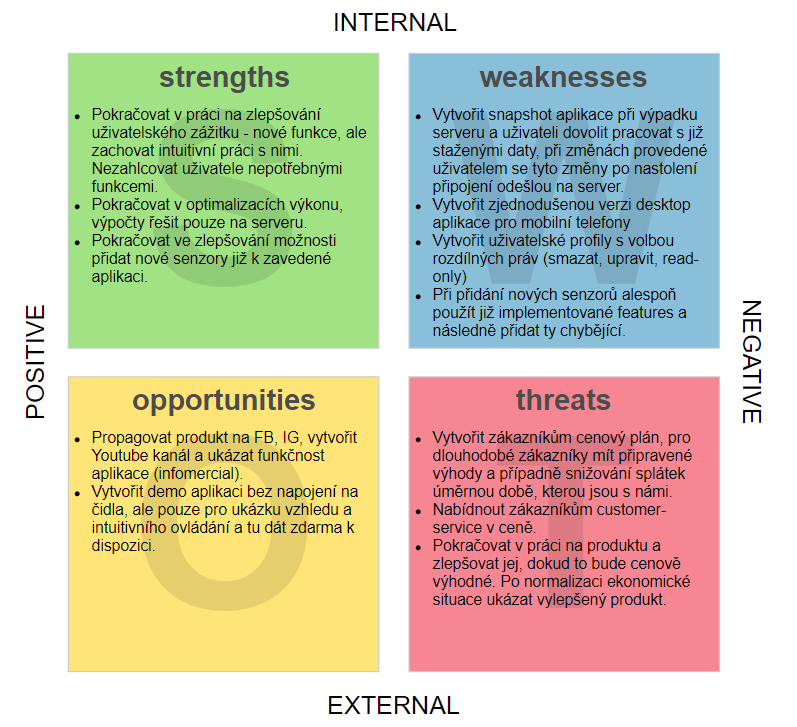 INTERNAL
strengths
• Pokračovat v práci na zlepšování
uživatelského zážitku - nové funkce, ale
zachovat intuitivní práci s nimi.
Nezahlcovat uživatele nepotřebnými
funkcemi.
• Pokračovat v optimalizacích výkonu,
výpočty řešit pouze na serveru.
• Pokračovat ve zlepšování možnosti
přidat nové senzory již k zavedené
aplikaci.
weaknesses
• Vytvořit snapshot aplikace při výpadku
serveru a uživateli dovolit pracovat s již
staženými daty, při změnách provedené
uživatelem se tyto změny po nastolení
připojení odešlou na server.
• Vytvořit zjednodušenou verzi desktop
aplikace pro mobilní telefony
• Vytvořit uživatelské profily s volbou
rozdílných práv (smazat, upravit, read-
only)
• Při přidání nových senzorů alespoň
použít již implementované features a
následně přidat ty chybějící.
POSITIVE
NEGATIVE
opportunities
• Propagovat produkt na FB, IG, vytvořit
Youtube kanál a ukázat funkčnost
aplikace (infomercial).
• Vytvořit demo aplikaci bez napojení na
čidla, ale pouze pro ukázku vzhledu a
intuitivního ovládání a tu dát zdarma k
dispozici.
threats
• Vytvořit zákazníkům cenový plán, pro
dlouhodobé zákazníky mít připravené
výhody a případně snižování splátek
úměrnou době, kterou jsou s námi.
• Nabídnout zákazníkům customer-
service v ceně.
• Pokračovat v práci na produktu a
zlepšovat jej, dokud to bude cenově
výhodné. Po normalizaci ekonomické
situace ukázat vylepšený produkt.
S
W
O
T
EXTERNAL